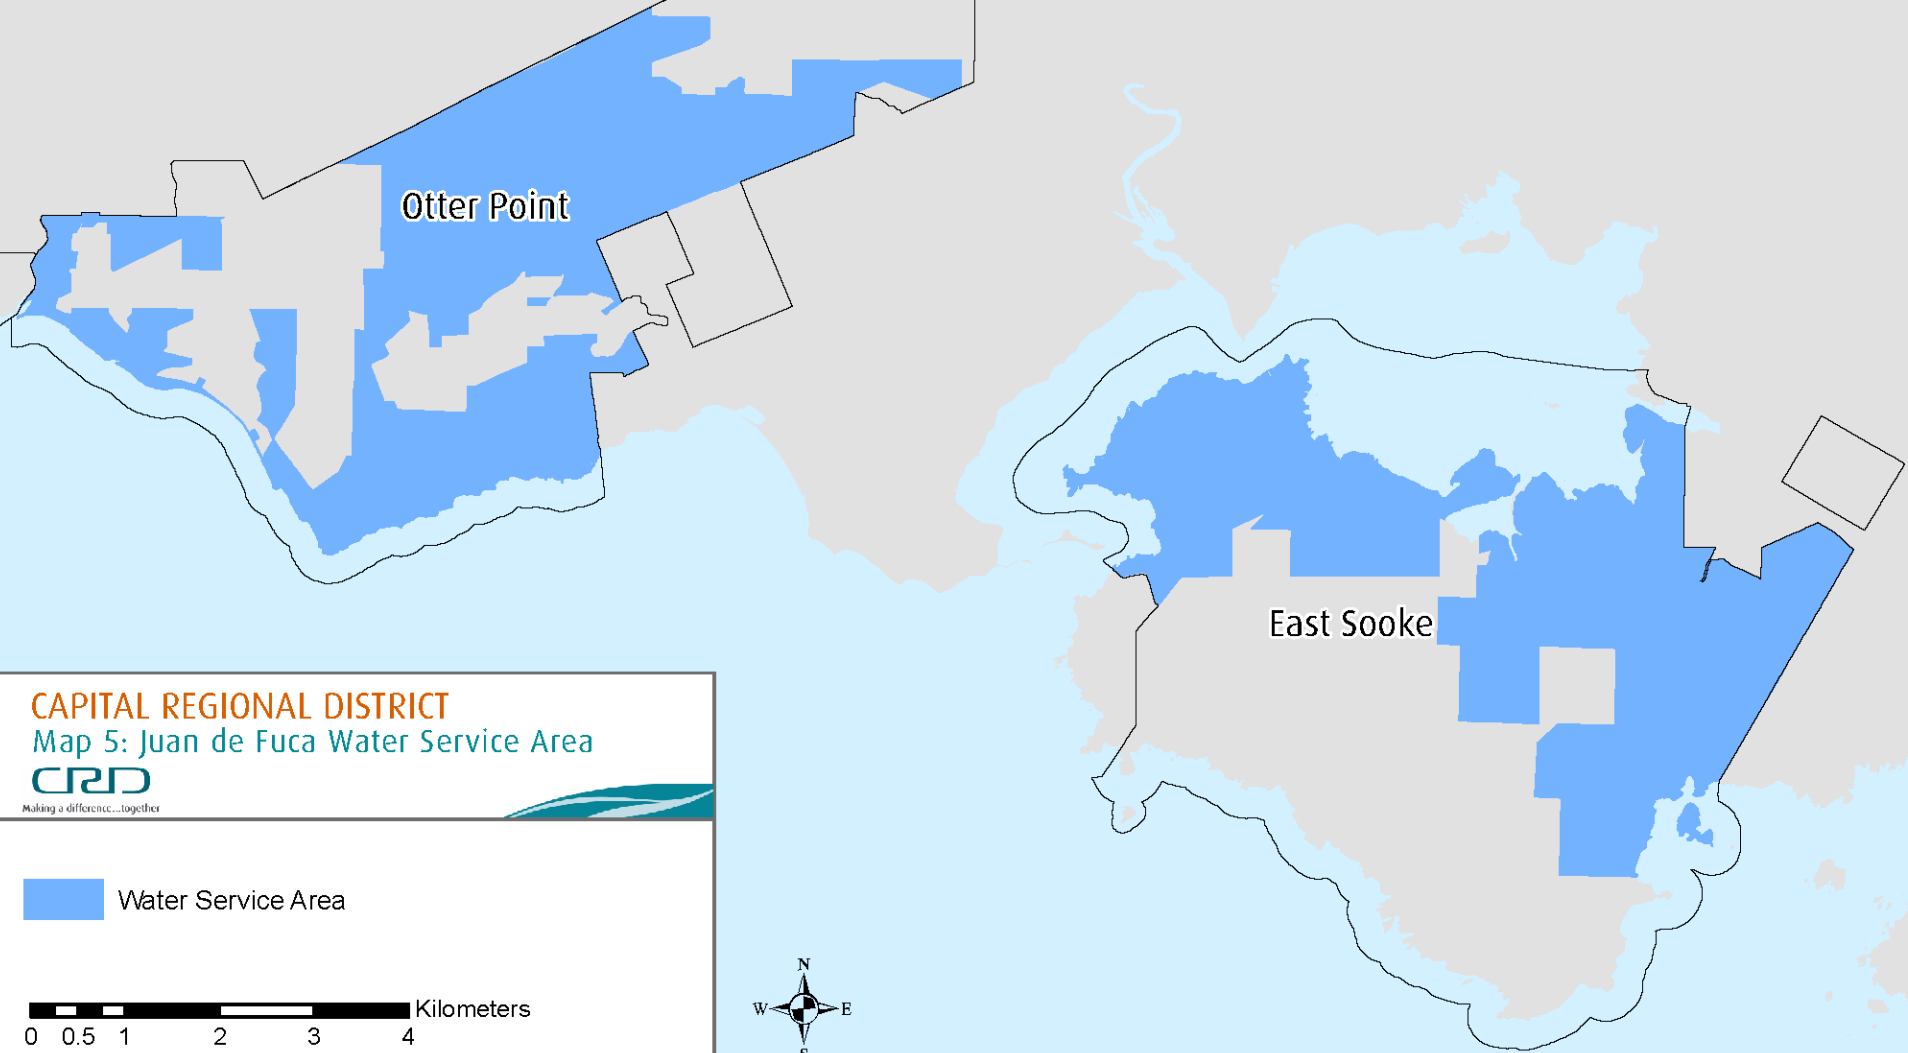 Otter Point
East Sooke
CAPITAL REGIONAL DISTRICT
Map 5: Juan de Fuca Water Service Area
CRD
Making a difference...together
Water Service Area
Kilometers
0 0.5 1 2 3 4
N
W E
S